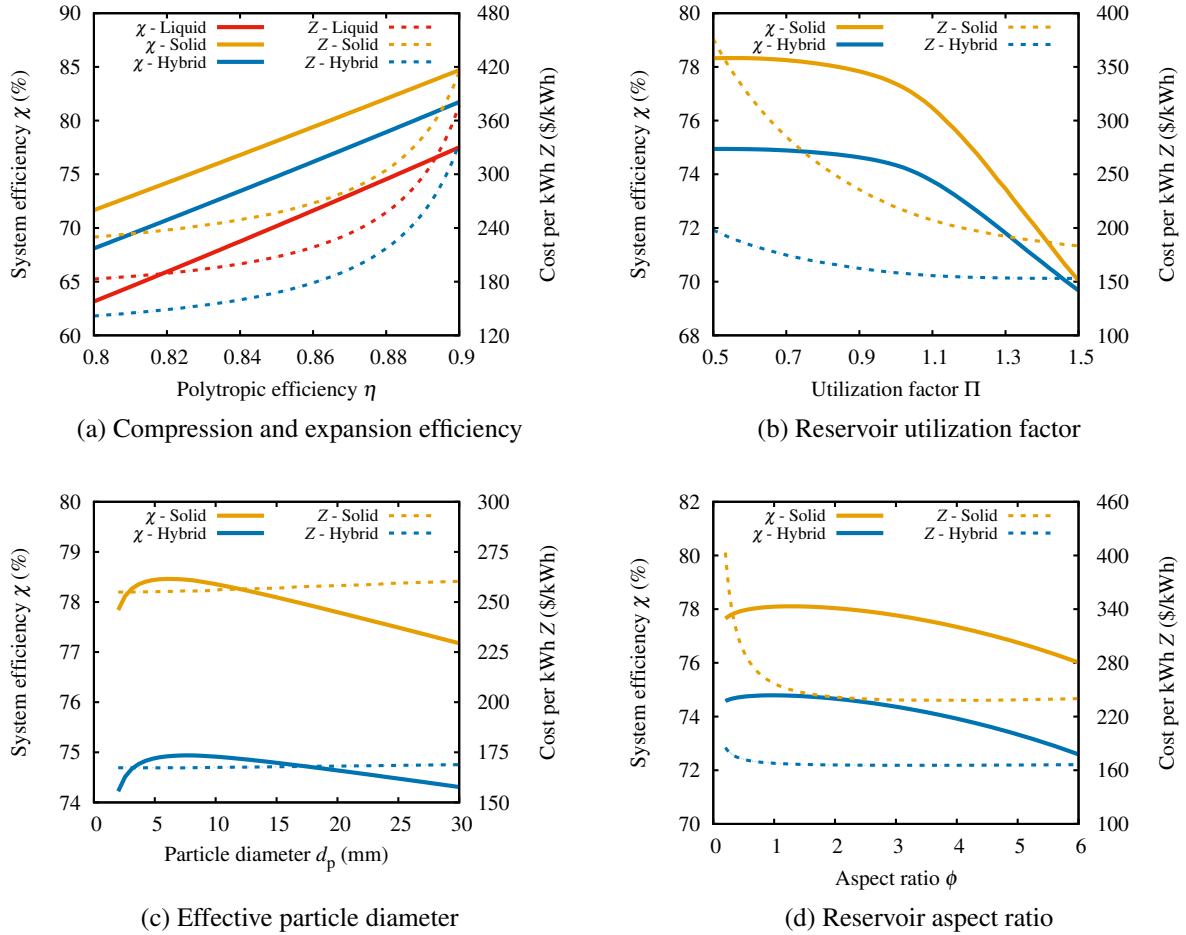 90
85
80
75
70
65
60
480
420
360
300
240
180
120
0.8
0.82
0.84
0.86
0.88
0.9
System efficiency χ (%)
Cost per kWh Z ($/kWh)
Polytropic efficiency η
χ - Liquid
χ - Solid
χ - Hybrid
Z - Liquid
Z - Solid
Z - Hybrid
(a) Compression and expansion efficiency
80
78
76
74
72
70
68
400
350
300
250
200
150
100
0.5
0.7
0.9
1.1
1.3
1.5
System efficiency χ (%)
Cost per kWh Z ($/kWh)
Utilization factor Π
χ - Solid
χ - Hybrid
Z - Solid
Z - Hybrid
(b) Reservoir utilization factor
80
79
78
77
76
75
74
300
275
250
225
200
175
150
0
5
10
15
20
25
30
System efficiency χ (%)
Cost per kWh Z ($/kWh)
Particle diameter dp (mm)
χ - Solid
χ - Hybrid
Z - Solid
Z - Hybrid
(c) Effective particle diameter
82
80
78
76
74
72
70
460
400
340
280
220
160
100
0
1
2
3
4
5
6
System efficiency χ (%)
Cost per kWh Z ($/kWh)
Aspect ratio ϕ
χ - Solid
χ - Hybrid
Z - Solid
Z - Hybrid
(d) Reservoir aspect ratio